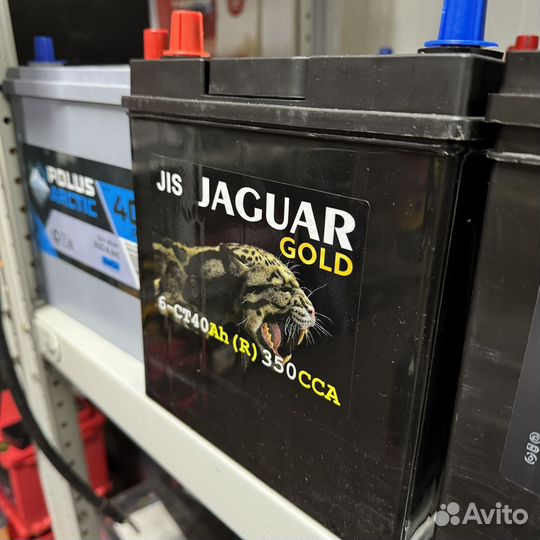 POLUS
ARCTIC
40
JIS JAGUAR
GOLD
6-CT40Ah(R)350CCA
Avito